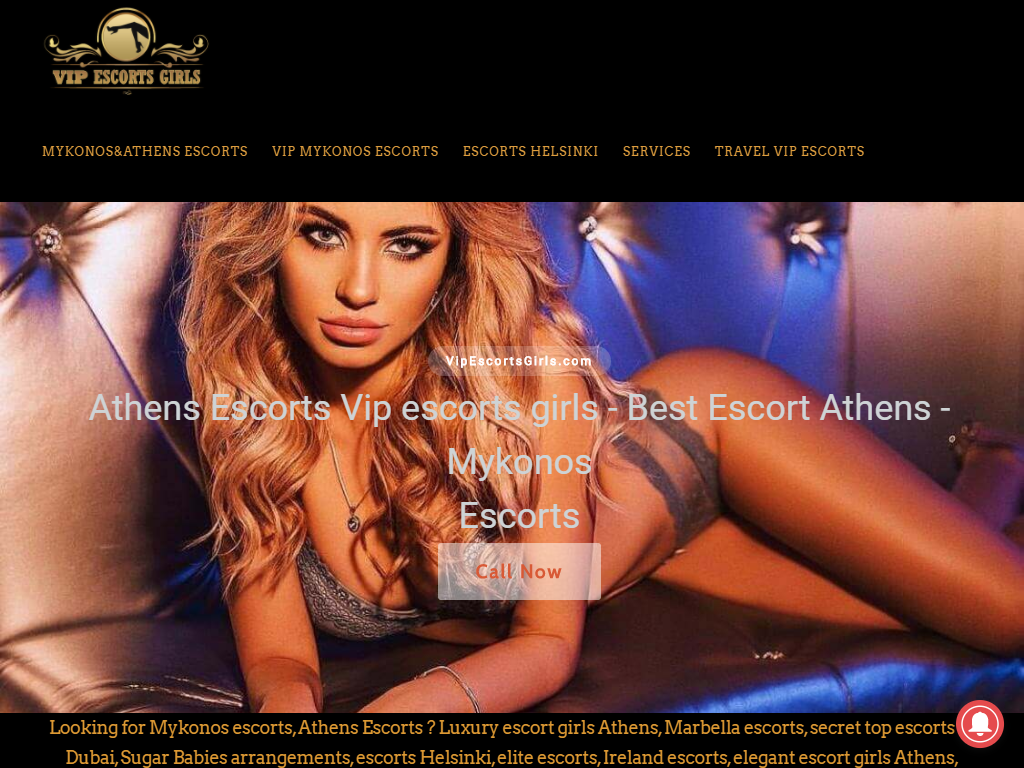 VIP ESCORTS GIRLS
MYKONOS&ATHENS ESCORTS VIP MYKONOS ESCORTS ESCORTS HELSINKI SERVICES TRAVEL VIP ESCORTS
VipEscortsGirls.com
Athens Escorts Vip escorts girls - Best Escort Athens -
Mykonos
Escorts
Call Now
Looking for Mykonos escorts, Athens Escorts ? Luxury escort girls Athens, Marbella escorts, secret top escorts
Dubai, Sugar Babies arrangements, escorts Helsinki, elite escorts, Ireland escorts, elegant escort girls Athens,